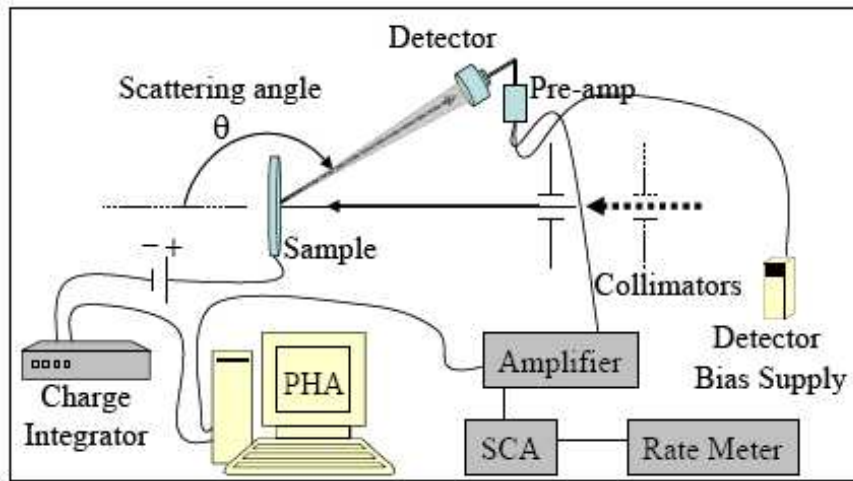 Detector
Scattering angle
θ
Pre-amp
− +
Sample
Collimators
Detector
Bias Supply
Charge
Integrator
PHA
Amplifier
SCA
Rate Meter